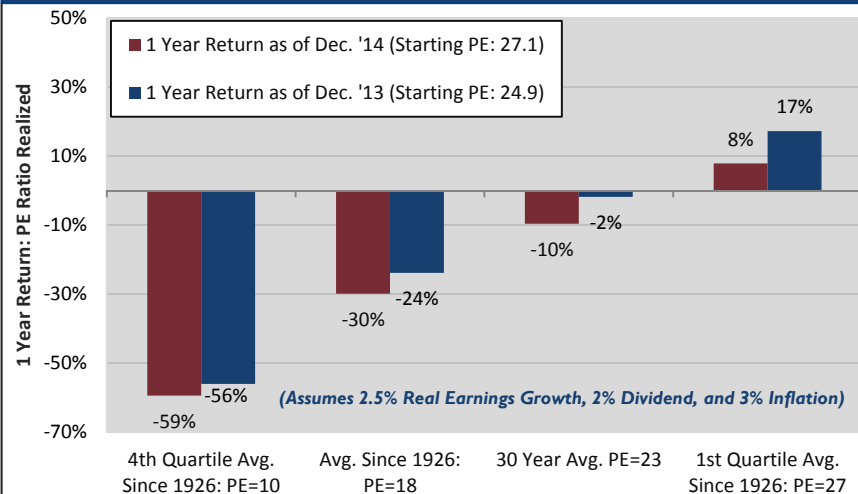 50%
30%
10%
-10%
-30%
-50%
-70%
1 Year Return: PE Ratio Realized
1 Year Return as of Dec. '14 (Starting PE: 27.1)
1 Year Return as of Dec. '13 (Starting PE: 24.9)
8%
17%
-10%
-2%
-30%
-24%
-59%
-56%
(Assumes 2.5% Real Earnings Growth, 2% Dividend, and 3% Inflation)
4th Quartile Avg.
Since 1926: PE=10
Avg. Since 1926:
PE=18
30 Year Avg. PE=23
1st Quartile Avg.
Since 1926: PE=27